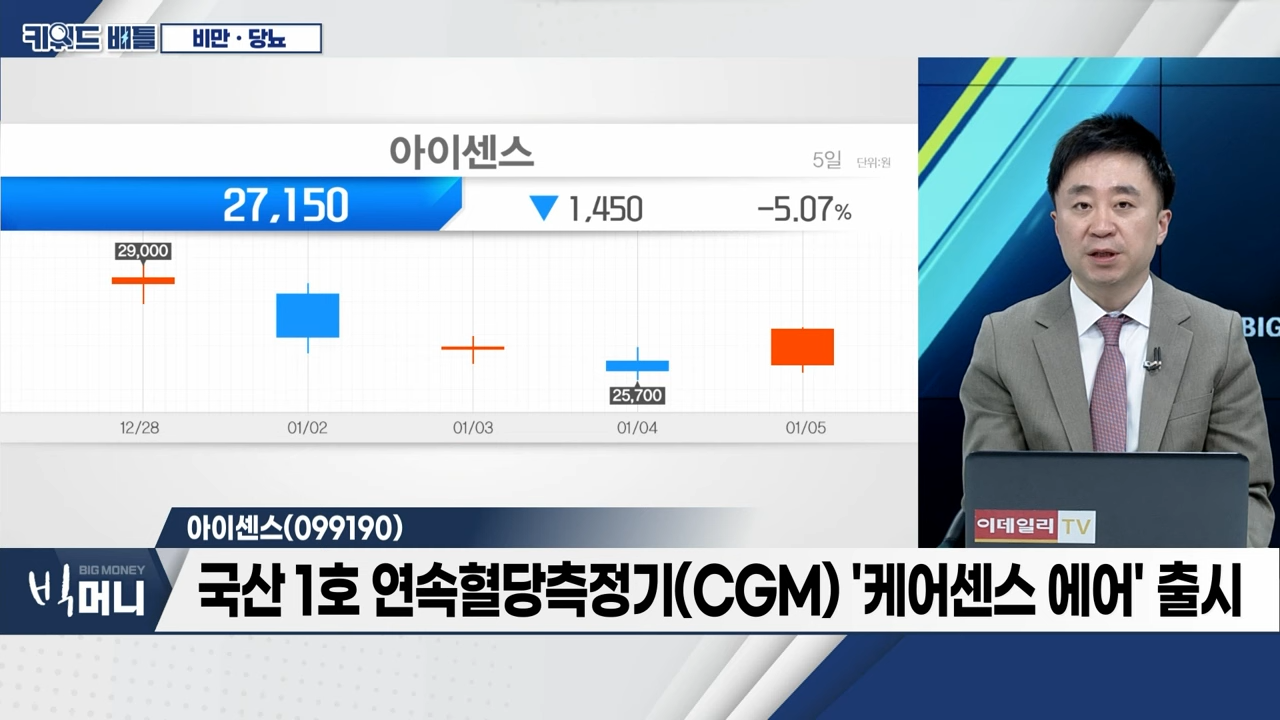 키워드 배틀
비만·당뇨
아이센스
5일 단위:원
27,150 ▼1,450 -5.07%
29,000
25,700
12/28 01/02 01/03 01/04 01/05
BIG
이데일리 TV
아이센스(099190)
BIG MONEY
빅머니
국산 1호 연속혈당측정기(CGM) '케어센스 에어' 출시